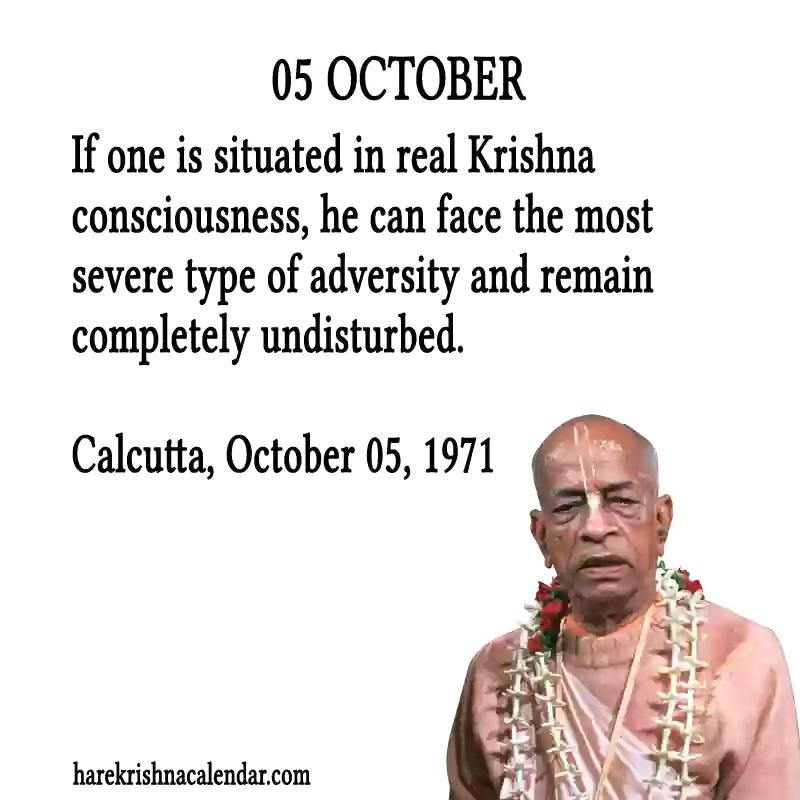 05 OCTOBER
If one is situated in real Krishna
consciousness, he can face the most
severe type of adversity and remain
completely undisturbed.
Calcutta, October 05, 1971
harekrishnacalendar.com